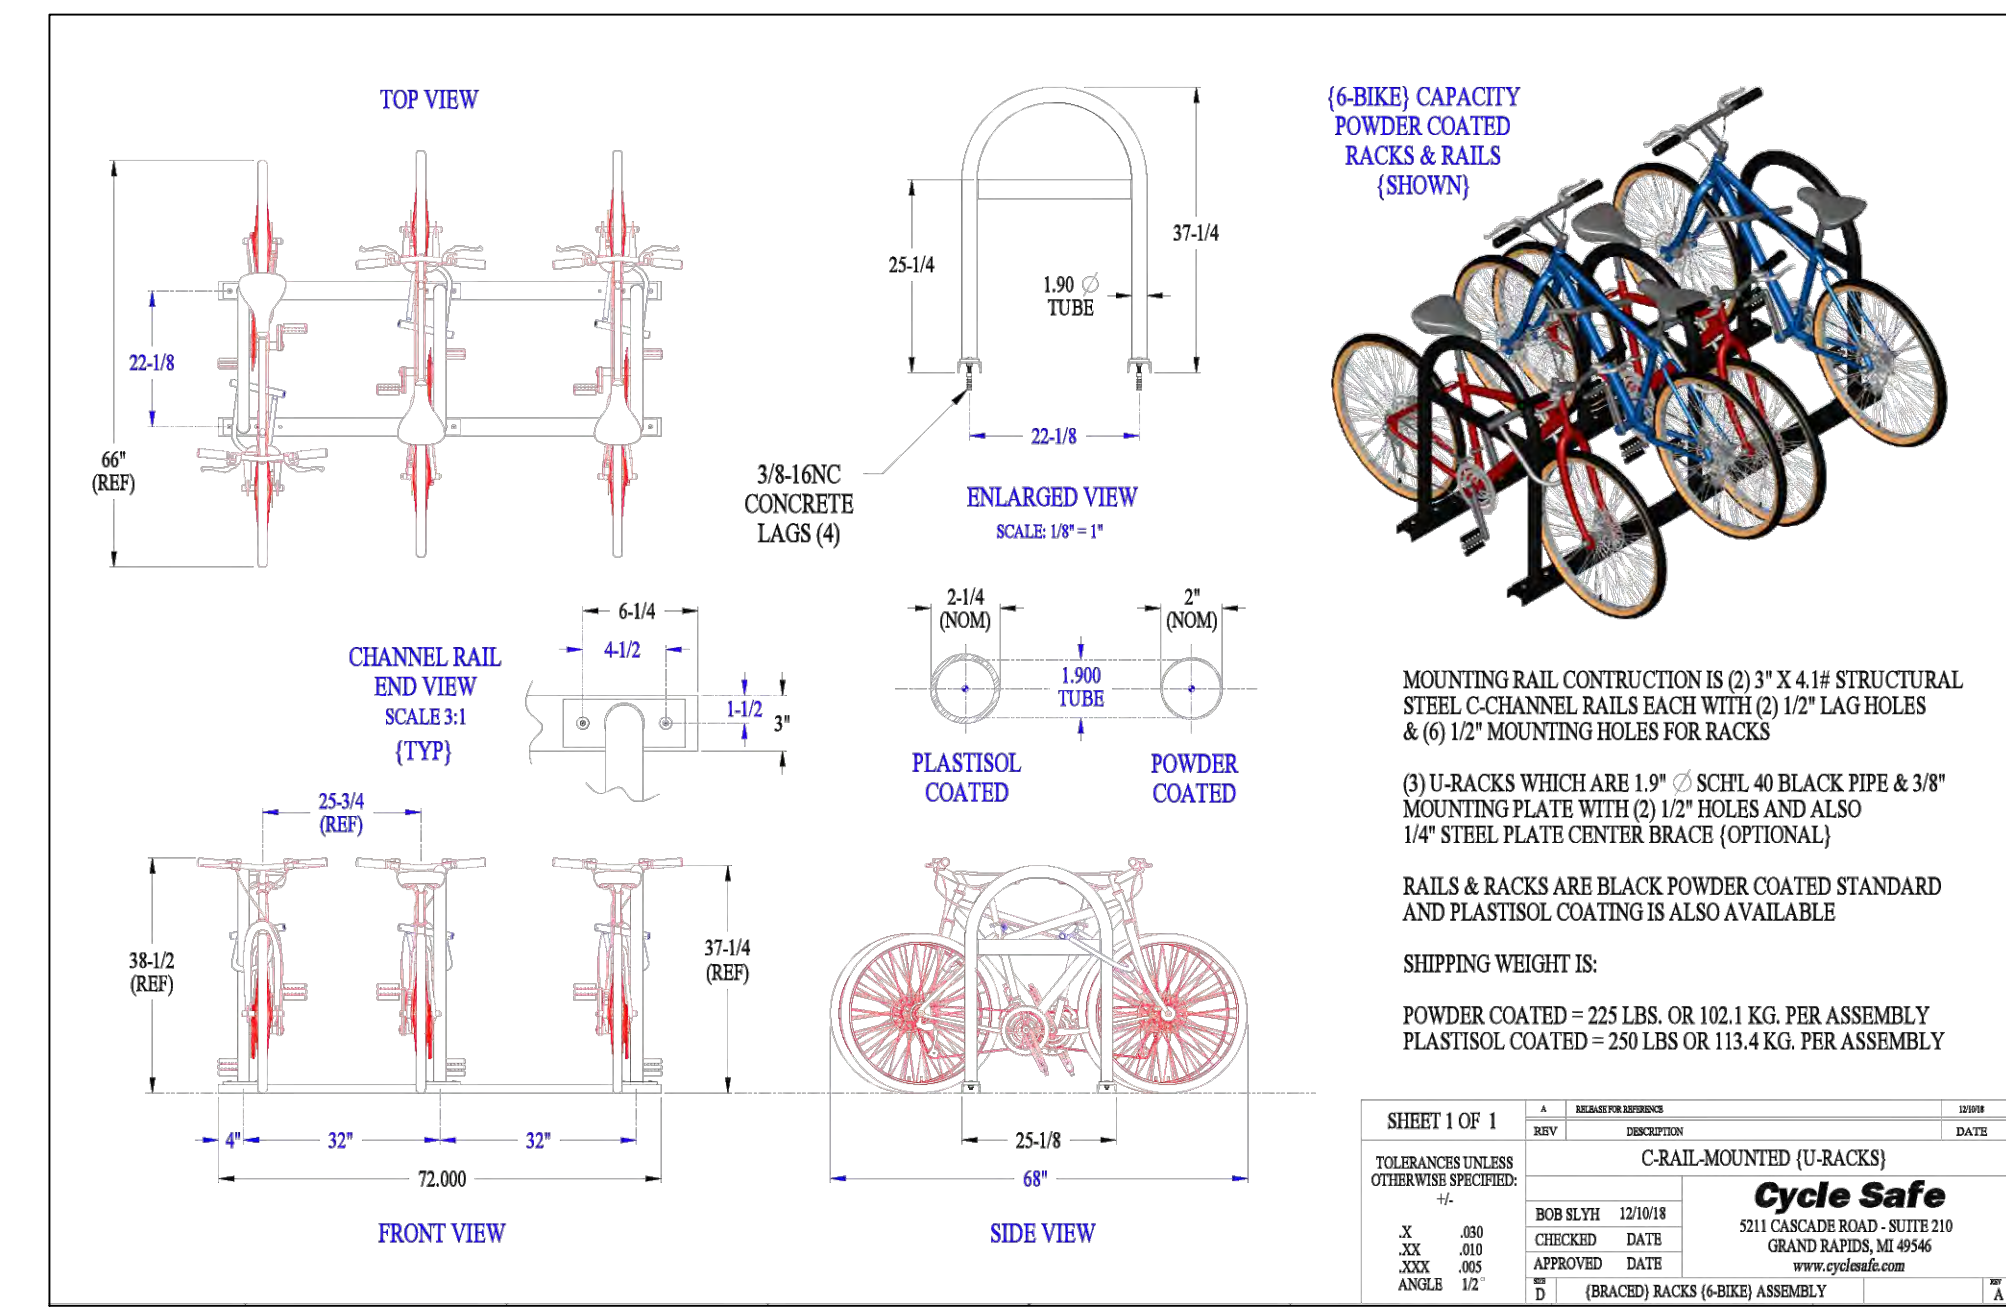 TOP VIEW
66"
(REF)
22-1/8
37-1/4
25-1/4
1.90 ∅
TUBE
22-1/8
3/8-16NC
CONCRETE
LAGS (4)
ENLARGED VIEW
SCALE: 1/8" = 1"
{6-BIKE} CAPACITY
POWDER COATED
RACKS & RAILS
{SHOWN}
CHANNEL RAIL
END VIEW
SCALE 3:1
{TYP}
6-1/4
4-1/2
1-1/2
3"
2-1/4
(NOM)
2"
(NOM)
1.900
TUBE
PLASTISOL
COATED
POWDER
COATED
MOUNTING RAIL CONTRUCTION IS (2) 3" X 4.1# STRUCTURAL
STEEL C-CHANNEL RAILS EACH WITH (2) 1/2" LAG HOLES
& (6) 1/2" MOUNTING HOLES FOR RACKS
(3) U-RACKS WHICH ARE 1.9" ∅ SCH'L 40 BLACK PIPE & 3/8"
MOUNTING PLATE WITH (2) 1/2" HOLES AND ALSO
1/4" STEEL PLATE CENTER BRACE {OPTIONAL}
RAILS & RACKS ARE BLACK POWDER COATED STANDARD
AND PLASTISOL COATING IS ALSO AVAILABLE
SHIPPING WEIGHT IS:
POWDER COATED = 225 LBS. OR 102.1 KG. PER ASSEMBLY
PLASTISOL COATED = 250 LBS OR 113.4 KG. PER ASSEMBLY
25-3/4
(REF)
38-1/2
(REF)
37-1/4
(REF)
4"
32"
32"
72.000
FRONT VIEW
25-1/8
68"
SIDE VIEW
SHEET 1 OF 1
A RELEASE FOR REFERENCE 12/10/18
REV DESCRIPTION DATE
TOLERANCES UNLESS
OTHERWISE SPECIFIED:
+/-
.X .030
.XX .010
.XXX .005
ANGLE 1/2°
C-RAIL-MOUNTED {U-RACKS}
BOB SLYH 12/10/18
CHECKED DATE
APPROVED DATE
Cycle Safe
5211 CASCADE ROAD - SUITE 210
GRAND RAPIDS, MI 49546
www.cyclesafe.com
SIZE
D
{BRACED} RACKS {6-BIKE} ASSEMBLY
REV
A